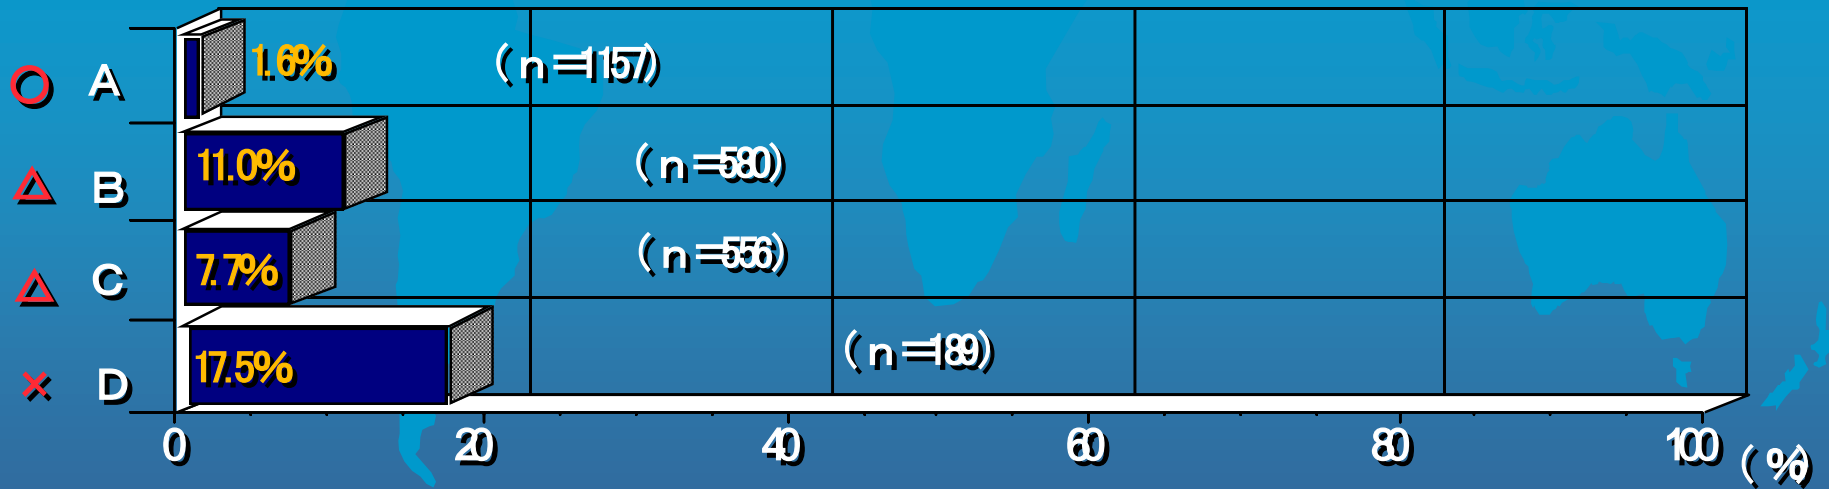 ○ A 1.6% (n=1157)
△ B 11.0% (n=580)
△ C 7.7% (n=556)
× D 17.5% (n=189)
0 20 40 60 80 100 (%)